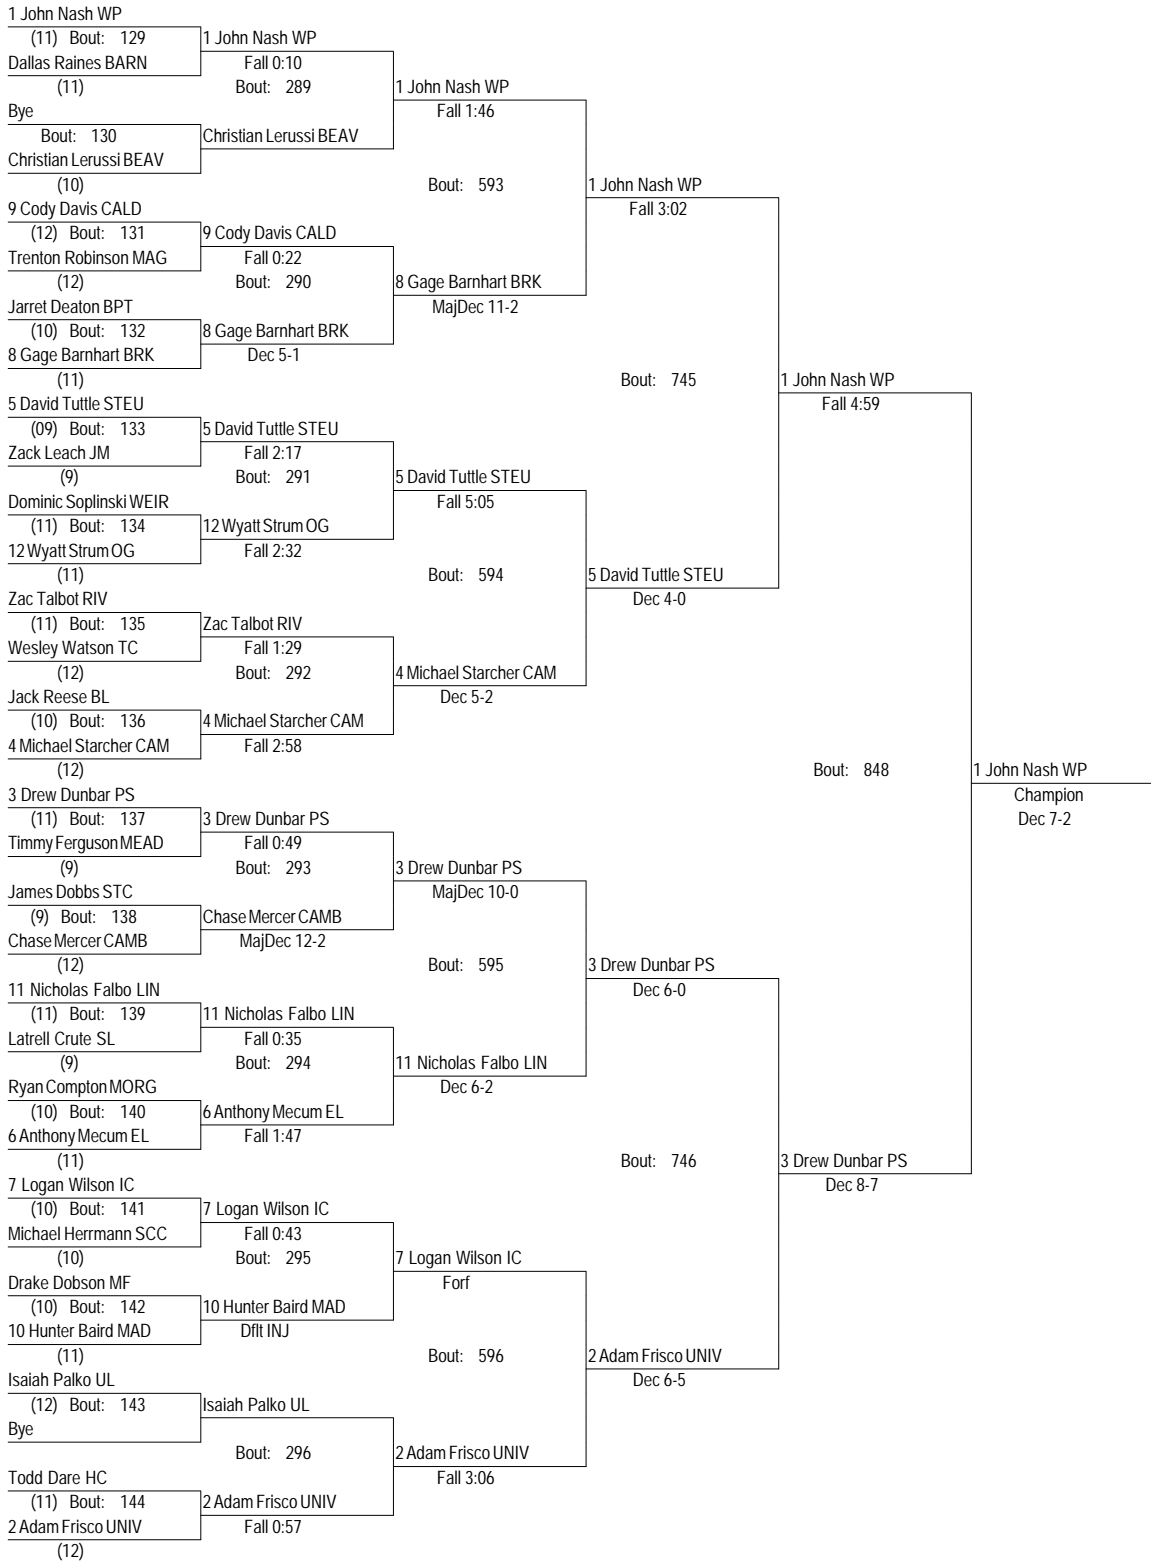 1 John Nash WP
(11) Bout: 129
Dallas Raines BARN
(11)
Bye
Bout: 130
Christian Lerussi BEAV
(10)
9 Cody Davis CALD
(12) Bout: 131
Trenton Robinson MAG
(12)
Jarret Deaton BPT
(10) Bout: 132
8 Gage Barnhart BRK
(11)
5 David Tuttle STEU
(09) Bout: 133
Zack Leach JM
(9)
Dominic Soplinski WEIR
(11) Bout: 134
12 Wyatt Strum OG
(11)
Zac Talbot RIV
(11) Bout: 135
Wesley Watson TC
(12)
Jack Reese BL
(10) Bout: 136
4 Michael Starcher CAM
(12)
3 Drew Dunbar PS
(11) Bout: 137
Timmy Ferguson MEAD
(9)
James Dobbs STC
(9) Bout: 138
Chase Mercer CAMB
(12)
11 Nicholas Falbo LIN
(11) Bout: 139
Latrell Crute SL
(9)
Ryan Compton MORG
(10) Bout: 140
6 Anthony Mecum EL
(11)
7 Logan Wilson IC
(10) Bout: 141
Michael Herrmann SCC
(10)
Drake Dobson MF
(10) Bout: 142
10 Hunter Baird MAD
(11)
Isaiah Palko UL
(12) Bout: 143
Bye
Todd Dare HC
(11) Bout: 144
2 Adam Frisco UNIV
(12)
1 John Nash WP
Fall 0:10
Bout: 289
Christian Lerussi BEAV
9 Cody Davis CALD
Fall 0:22
Bout: 290
8 Gage Barnhart BRK
Dec 5-1
5 David Tuttle STEU
Fall 2:17
Bout: 291
12 Wyatt Strum OG
Fall 2:32
Zac Talbot RIV
Fall 1:29
Bout: 292
4 Michael Starcher CAM
Fall 2:58
3 Drew Dunbar PS
Fall 0:49
Bout: 293
Chase Mercer CAMB
MajDec 12-2
11 Nicholas Falbo LIN
Fall 0:35
Bout: 294
6 Anthony Mecum EL
Fall 1:47
7 Logan Wilson IC
Fall 0:43
Bout: 295
10 Hunter Baird MAD
Dflt INJ
Isaiah Palko UL
Bout: 296
2 Adam Frisco UNIV
Fall 0:57
1 John Nash WP
Fall 1:46
Bout: 593
8 Gage Barnhart BRK
MajDec 11-2
5 David Tuttle STEU
Fall 5:05
Bout: 594
4 Michael Starcher CAM
Dec 5-2
3 Drew Dunbar PS
MajDec 10-0
Bout: 595
11 Nicholas Falbo LIN
Dec 6-2
7 Logan Wilson IC
Forf
Bout: 596
2 Adam Frisco UNIV
Fall 3:06
1 John Nash WP
Fall 3:02
Bout: 745
5 David Tuttle STEU
Dec 4-0
3 Drew Dunbar PS
Dec 6-0
Bout: 746
2 Adam Frisco UNIV
Dec 6-5
1 John Nash WP
Fall 4:59
Bout: 848
3 Drew Dunbar PS
Dec 8-7
1 John Nash WP
Champion
Dec 7-2